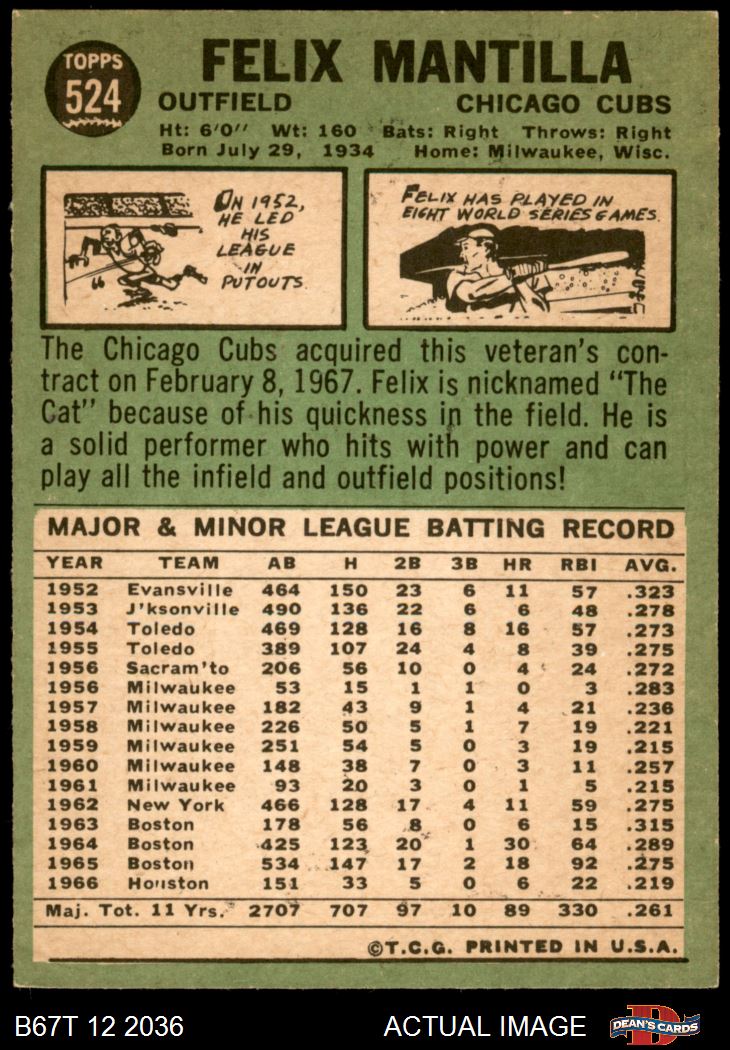 TOPPS
524
FELIX MANTILLA
OUTFIELD CHICAGO CUBS
Ht: 6'0" Wt: 160 Bats: Right Throws: Right
Born July 29, 1934 Home: Milwaukee, Wisc.
ON 1952,
HE LED
HIS
LEAGUE
IN
PUTOUTS.
FELIX HAS PLAYED IN
EIGHT WORLD SERIES GAMES.
The Chicago Cubs acquired this veteran's con-
tract on February 8, 1967. Felix is nicknamed "The
Cat" because of his quickness in the field. He is
a solid performer who hits with power and can
play all the infield and outfield positions!
MAJOR & MINOR LEAGUE BATTING RECORD
YEAR TEAM AB H 2B 3B HR RBI AVG.
1952 Evansville 464 150 23 6 11 57 .323
1953 J'ksonville 490 136 22 6 6 48 .278
1954 Toledo 469 128 16 8 16 57 .273
1955 Toledo 389 107 24 4 8 39 .275
1956 Sacram'to 206 56 10 0 4 24 .272
1956 Milwaukee 53 15 1 1 0 3 .283
1957 Milwaukee 182 43 9 1 4 21 .236
1958 Milwaukee 226 50 5 1 7 19 .221
1959 Milwaukee 251 54 5 0 3 19 .215
1960 Milwaukee 148 38 7 0 3 11 .257
1961 Milwaukee 93 20 3 0 1 5 .215
1962 New York 466 128 17 4 11 59 .275
1963 Boston 178 56 8 0 6 15 .315
1964 Boston 425 123 20 1 30 64 .289
1965 Boston 534 147 17 2 18 92 .275
1966 Houston 151 33 5 0 6 22 .219
Maj. Tot. 11 Yrs. 2707 707 97 10 89 330 .261
©T.C.G. PRINTED IN U.S.A.
B67T 12 2036 ACTUAL IMAGE DEAN'S CARDS